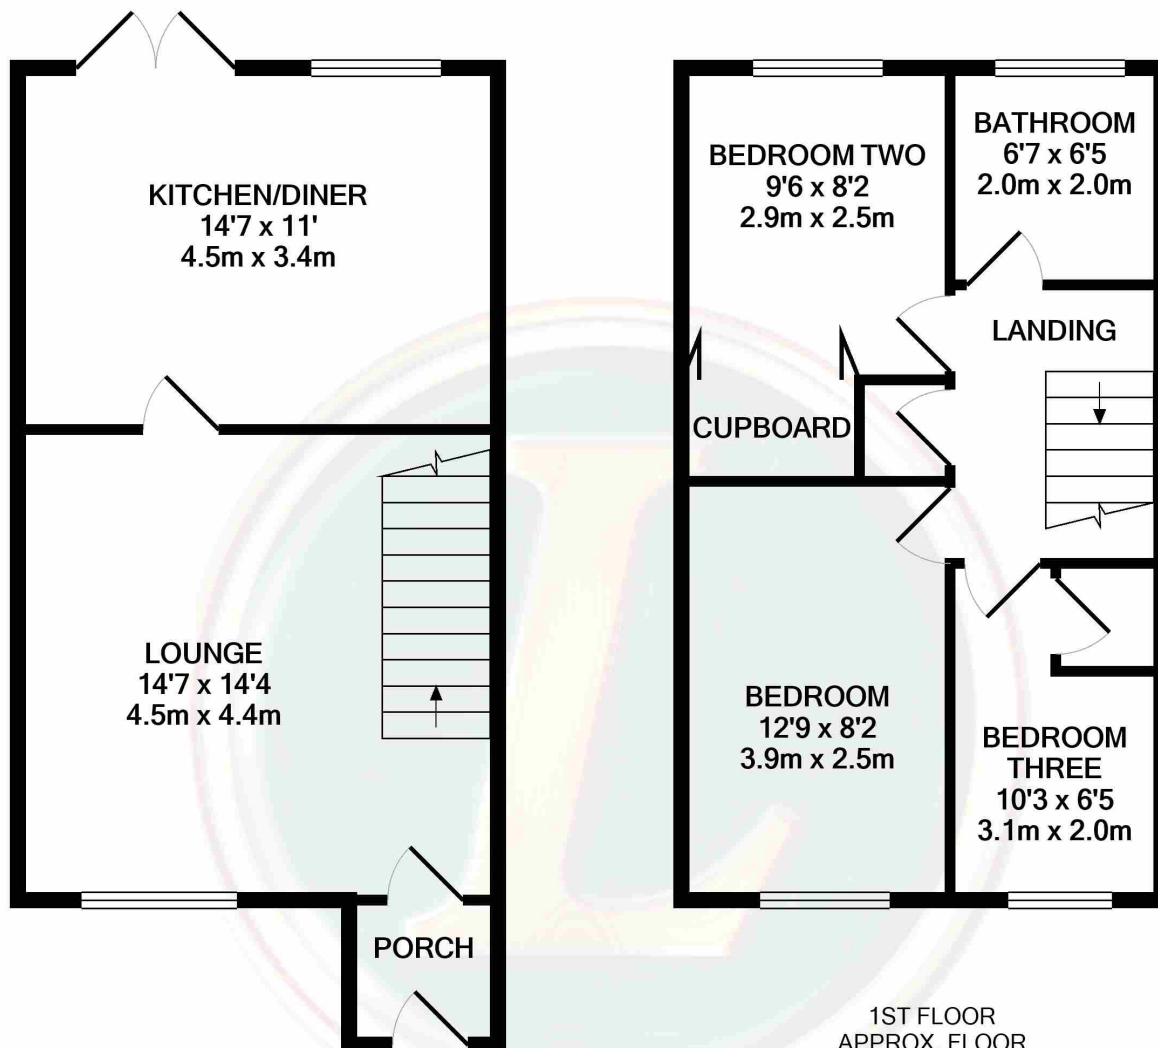 KITCHEN/DINER
14'7 x 11'
4.5m x 3.4m
LOUNGE
14'7 x 14'4
4.5m x 4.4m
PORCH
BEDROOM TWO
9'6 x 8'2
2.9m x 2.5m
BATHROOM
6'7 x 6'5
2.0m x 2.0m
LANDING
CUPBOARD
BEDROOM
12'9 x 8'2
3.9m x 2.5m
BEDROOM
THREE
10'3 x 6'5
3.1m x 2.0m
1ST FLOOR
APPROX. FLOOR